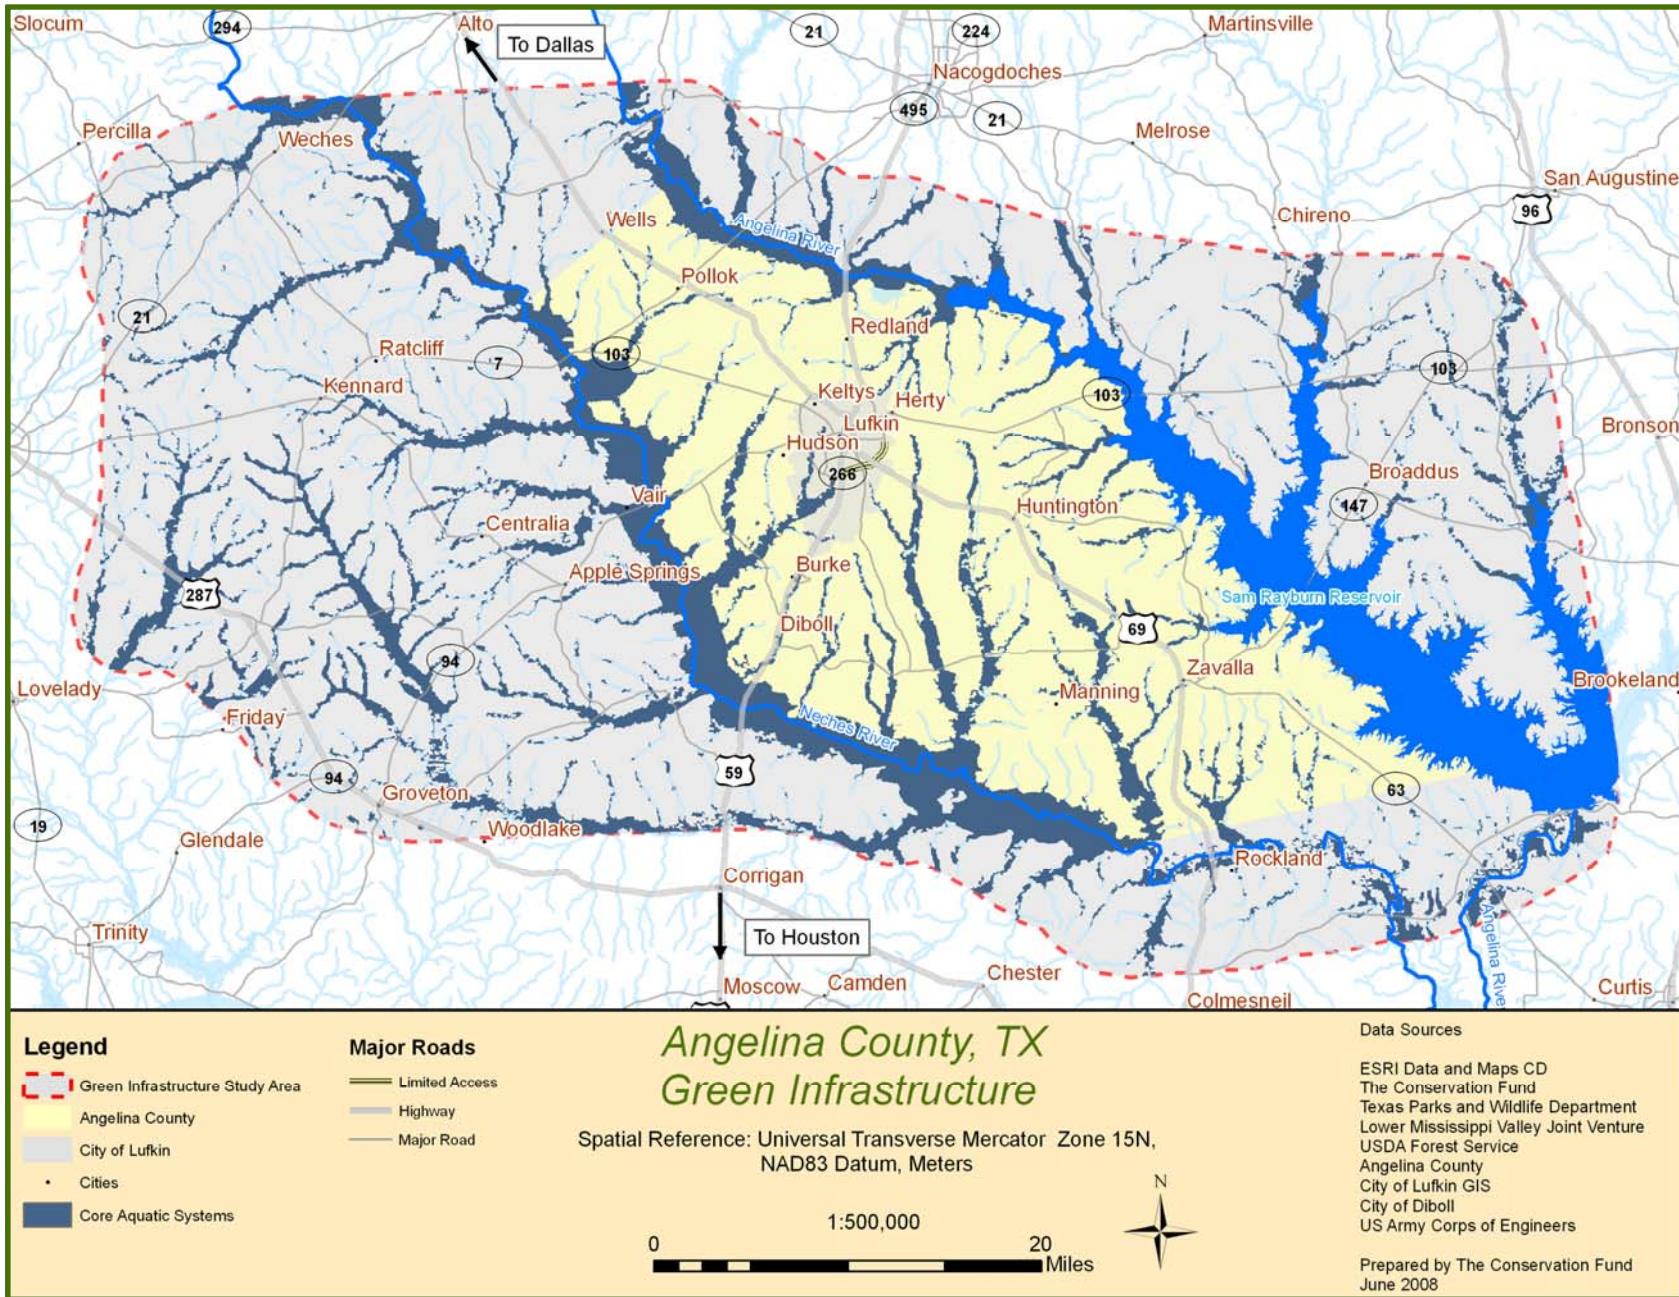 Slocum
294
Alto
To Dallas
21
224
Martinsville
Nacogdoches
495
21
Percilla
Weches
Melrose
San Augustine
96
Chireno
Wells
Angelina River
Pollok
21
Redland
Ratcliff
7
103
103
Kennard
Keltys
Herty
103
Lufkin
Bronson
Hudson
266
Broaddus
Vair
147
Centralia
Huntington
Apple Springs
Burke
287
Sam Rayburn Reservoir
Diboll
69
94
Zavalla
Lovelady
Manning
Brookeland
Friday
Neches River
59
94
63
Groveton
19
Glendale
Woodlake
Rockland
Corrigan
Trinity
To Houston
Angelina River
Chester
Moscow
Camden
Curtis
Colmesneil
Legend
Green Infrastructure Study Area
Angelina County
City of Lufkin
Cities
Core Aquatic Systems
Major Roads
Limited Access
Highway
Major Road
Angelina County, TX
Green Infrastructure
Spatial Reference: Universal Transverse Mercator Zone 15N,
NAD83 Datum, Meters
1:500,000
0 20
Miles
N
Data Sources
ESRI Data and Maps CD
The Conservation Fund
Texas Parks and Wildlife Department
Lower Mississippi Valley Joint Venture
USDA Forest Service
Angelina County
City of Lufkin GIS
City of Diboll
US Army Corps of Engineers
Prepared by The Conservation Fund
June 2008